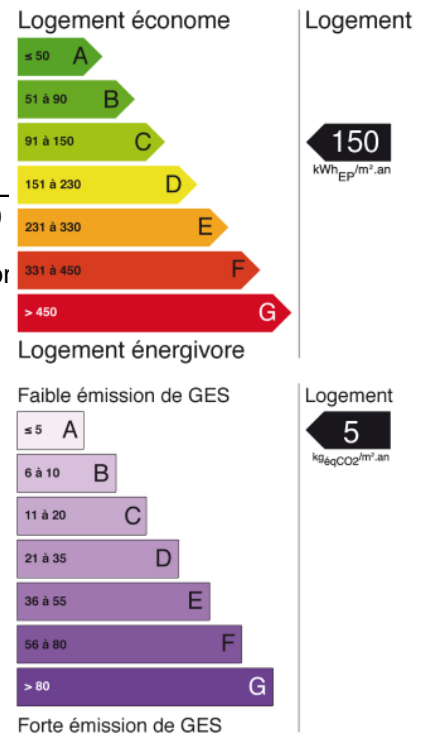 Logement économe
Logement
≤ 50 A
51 à 90 B
91 à 150 C
150
kWhEP/m².an
151 à 230 D
231 à 330 E
331 à 450 F
> 450 G
Logement énergivore
Faible émission de GES
Logement
≤ 5 A
5
kgéqCO2/m².an
6 à 10 B
11 à 20 C
21 à 35 D
36 à 55 E
56 à 80 F
> 80 G
Forte émission de GES